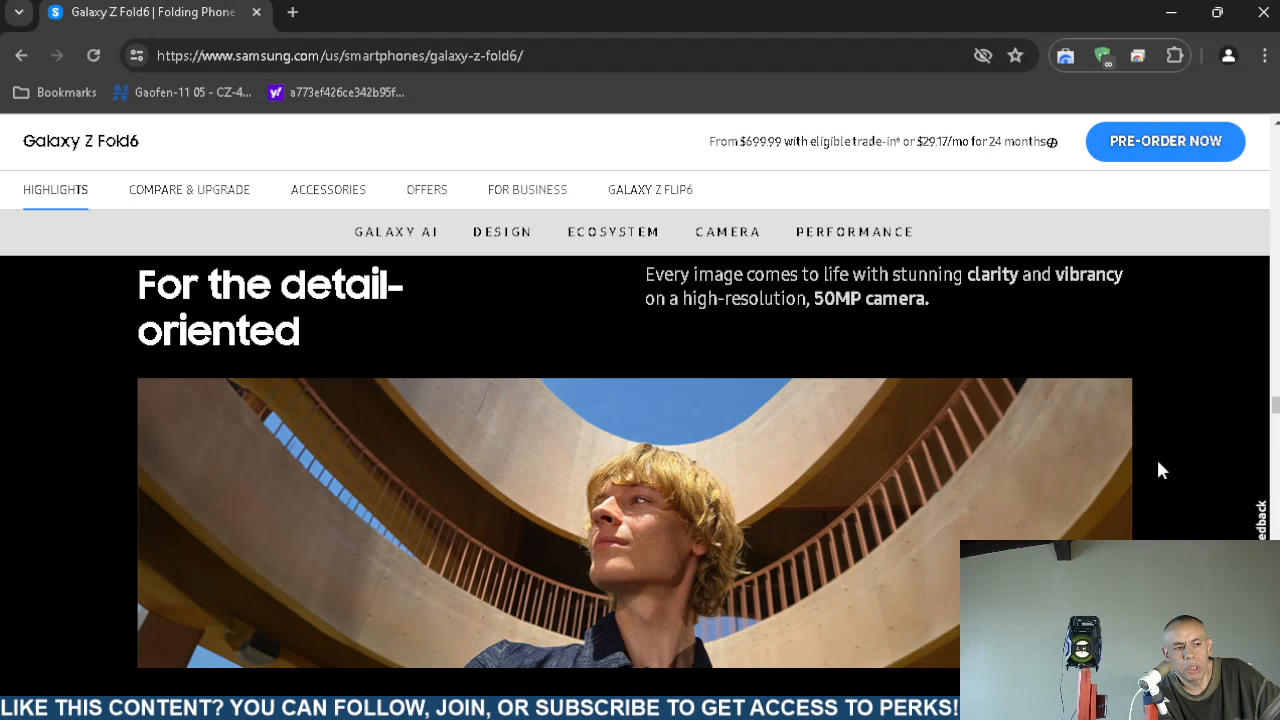 Galaxy Z Fold6 | Folding Phone
https://www.samsung.com/us/smartphones/galaxy-z-fold6/
Bookmarks Gaofen-11 05 - CZ-4... a773ef426ce342b95f...
Galaxy Z Fold6 From $699.99 with eligible trade-in or $29.17/mo for 24 months PRE-ORDER NOW
HIGHLIGHTS COMPARE & UPGRADE ACCESSORIES OFFERS FOR BUSINESS GALAXY Z FLIP6
GALAXY AI DESIGN ECOSYSTEM CAMERA PERFORMANCE
For the detail-
oriented
Every image comes to life with stunning clarity and vibrancy
on a high-resolution, 50MP camera.
edback
LIKE THIS CONTENT? YOU CAN FOLLOW, JOIN, OR SUBSCRIBE TO GET ACCESS TO PERKS!